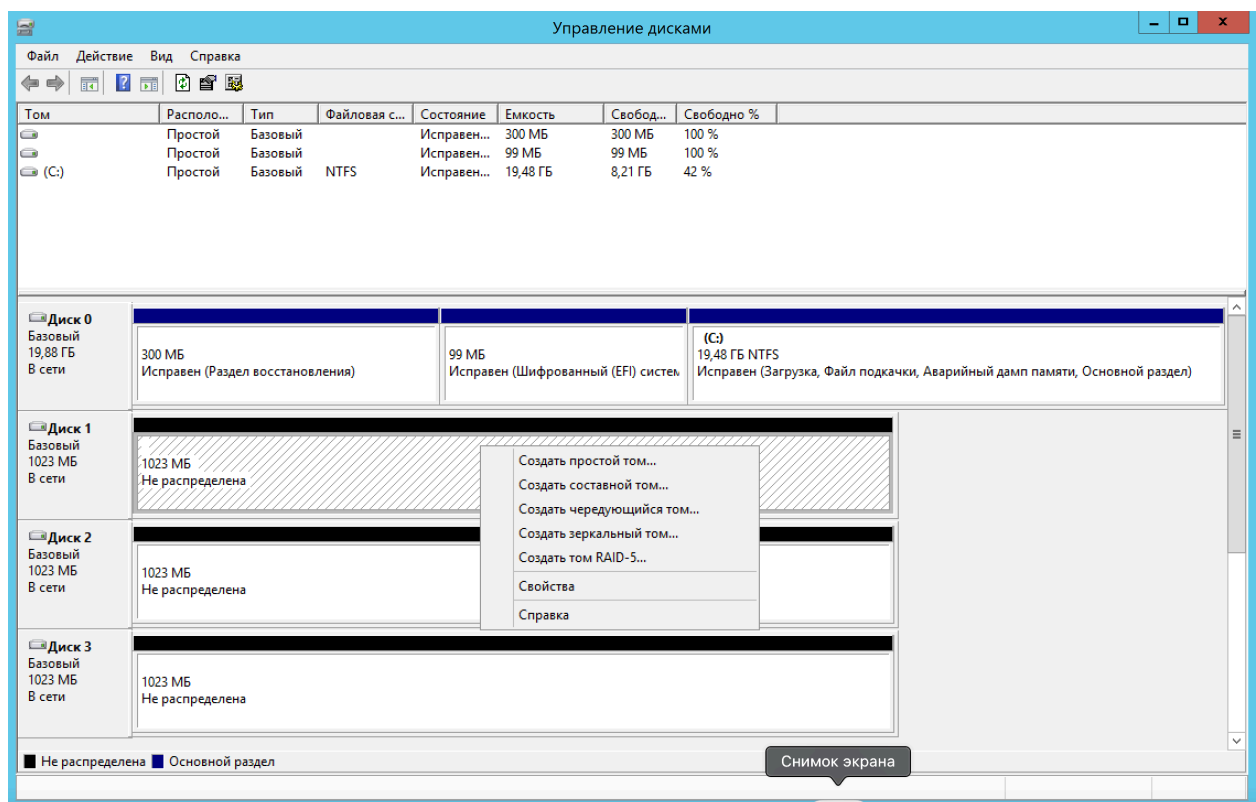 Управление дисками
Файл Действие Вид Справка
Том Располо... Тип Файловая с... Состояние Емкость Свобод... Свободно %
Простой Базовый Исправен... 300 МБ 300 МБ 100 %
Простой Базовый Исправен... 99 МБ 99 МБ 100 %
(C:) Простой Базовый NTFS Исправен... 19,48 ГБ 8,21 ГБ 42 %
Диск 0
Базовый
19,88 ГБ
В сети
300 МБ
Исправен (Раздел восстановления)
99 МБ
Исправен (Шифрованный (EFI) систем
(C:)
19,48 ГБ NTFS
Исправен (Загрузка, Файл подкачки, Аварийный дамп памяти, Основной раздел)
Диск 1
Базовый
1023 МБ
В сети
1023 МБ
Не распределена
Создать простой том...
Создать составной том...
Создать чередующийся том...
Создать зеркальный том...
Создать том RAID-5...
Свойства
Справка
Диск 2
Базовый
1023 МБ
В сети
1023 МБ
Не распределена
Диск 3
Базовый
1023 МБ
В сети
1023 МБ
Не распределена
Не распределена Основной раздел
Снимок экрана